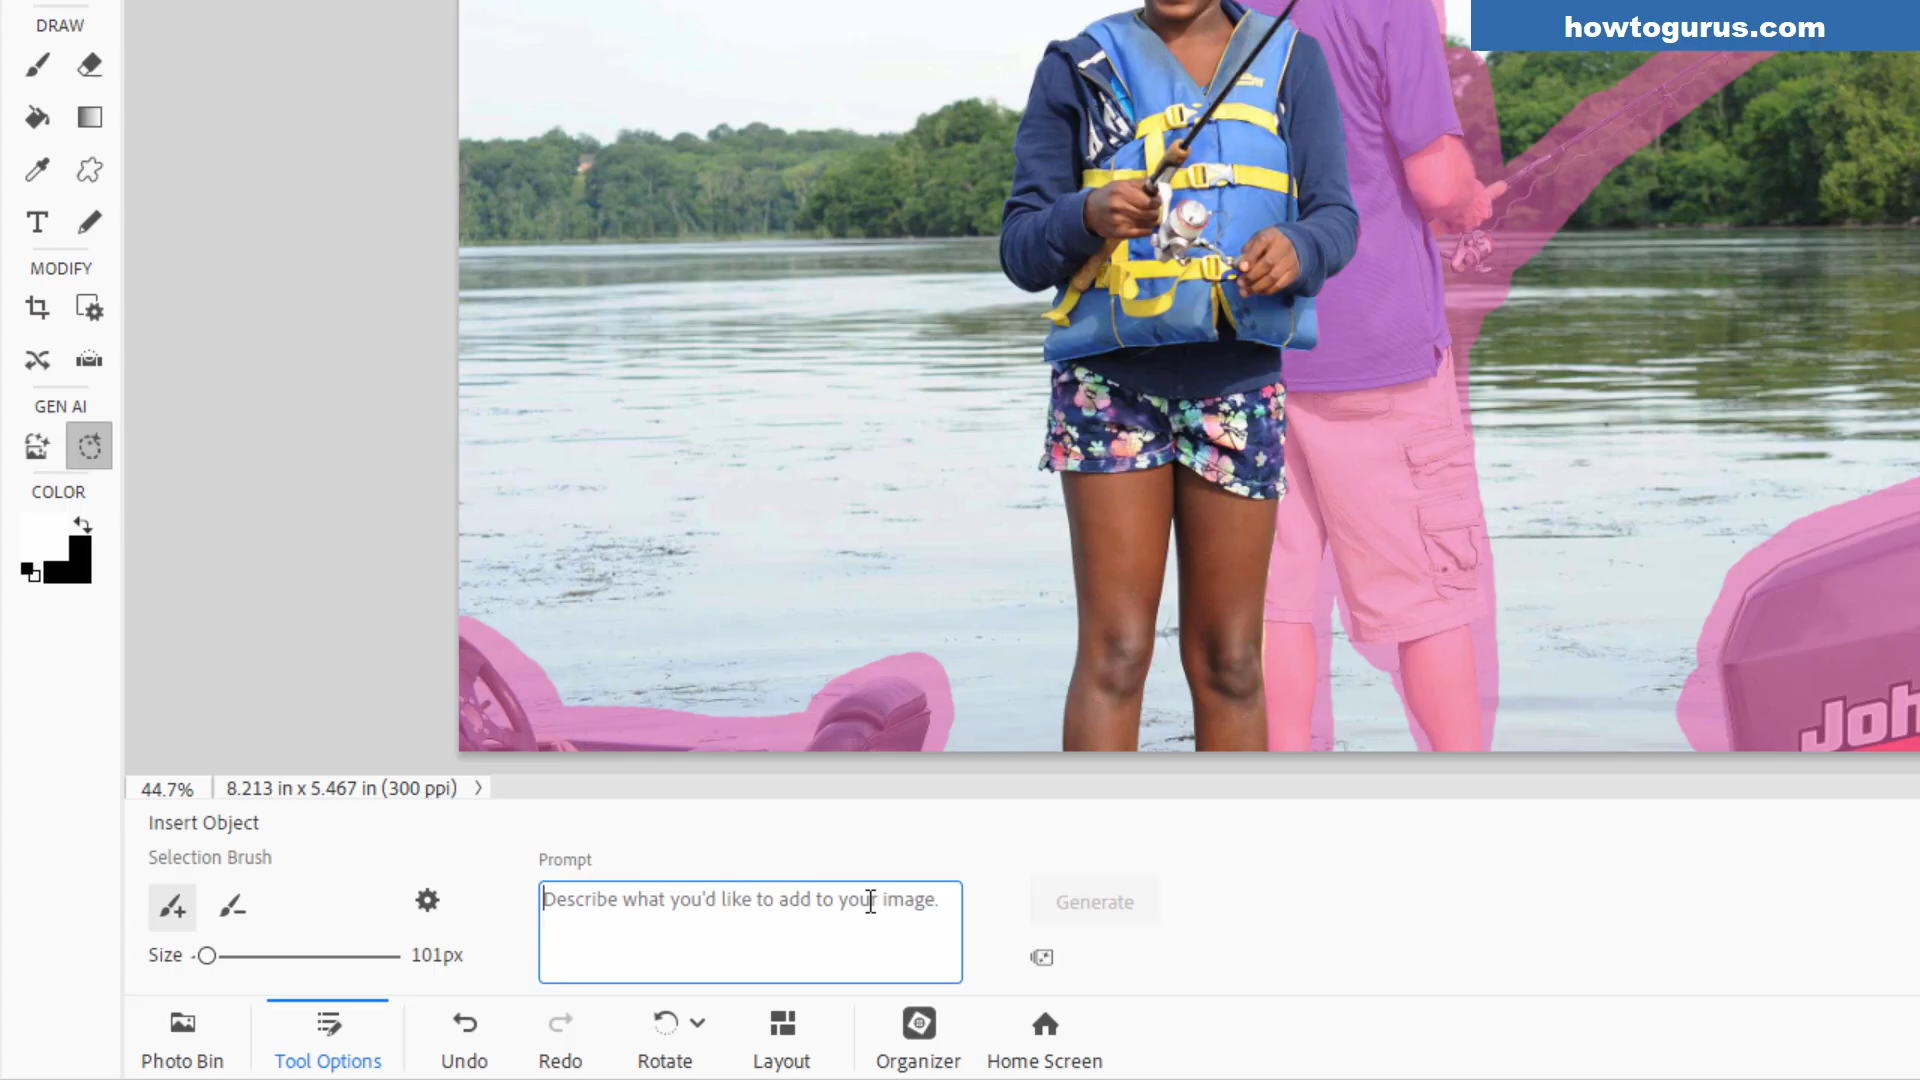 howtogurus.com
DRAW
T
MODIFY
GEN AI
COLOR
Joh
44.7%
8.213 in x 5.467 in (300 ppi)
Insert Object
Selection Brush
Prompt
Describe what you'd like to add to your image.
Generate
Size
101px
Photo Bin
Tool Options
Undo
Redo
Rotate
Layout
Organizer
Home Screen